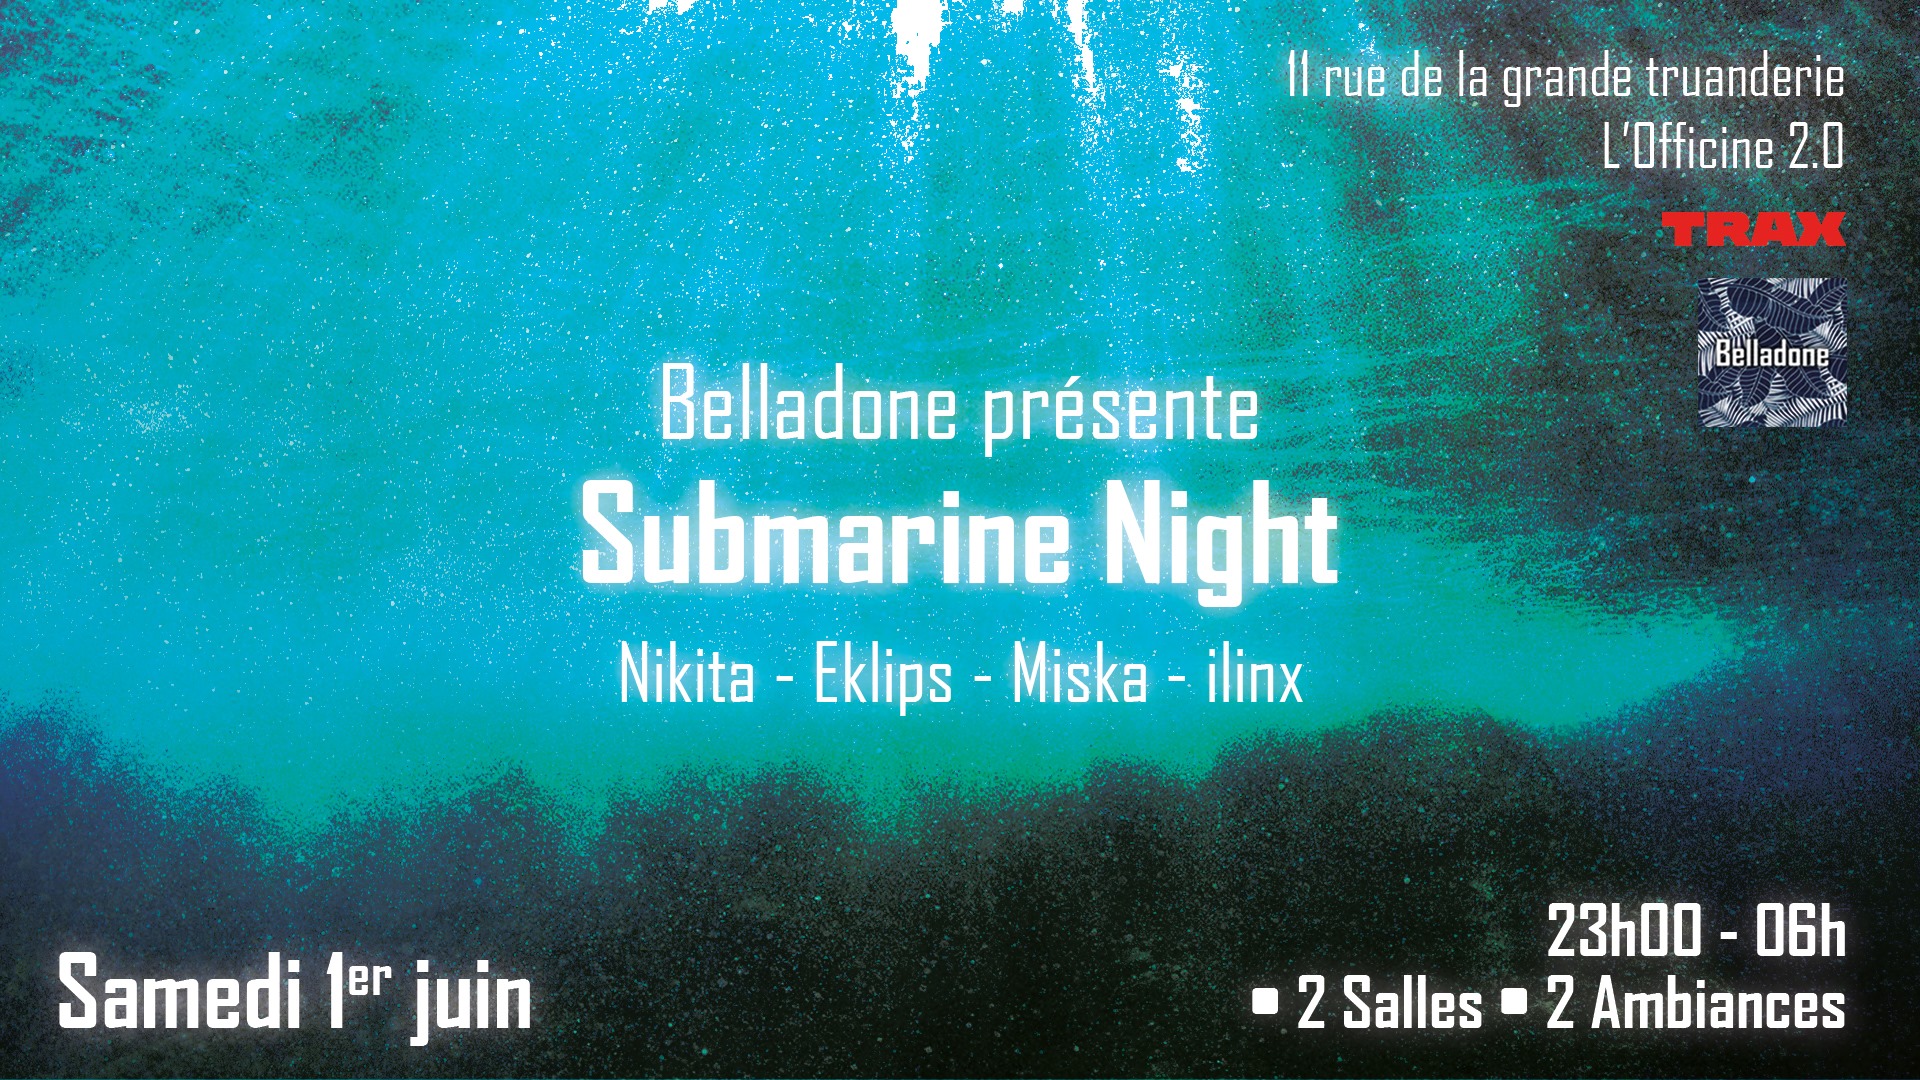 11 rue de la grande truanderie
L'Officine 2.0
TRAX
Belladone
Belladone présente
Submarine Night
Nikita - Eklips - Miska - ilinx
Samedi 1er juin
23h00 - 06h
▪ 2 Salles ▪ 2 Ambiances